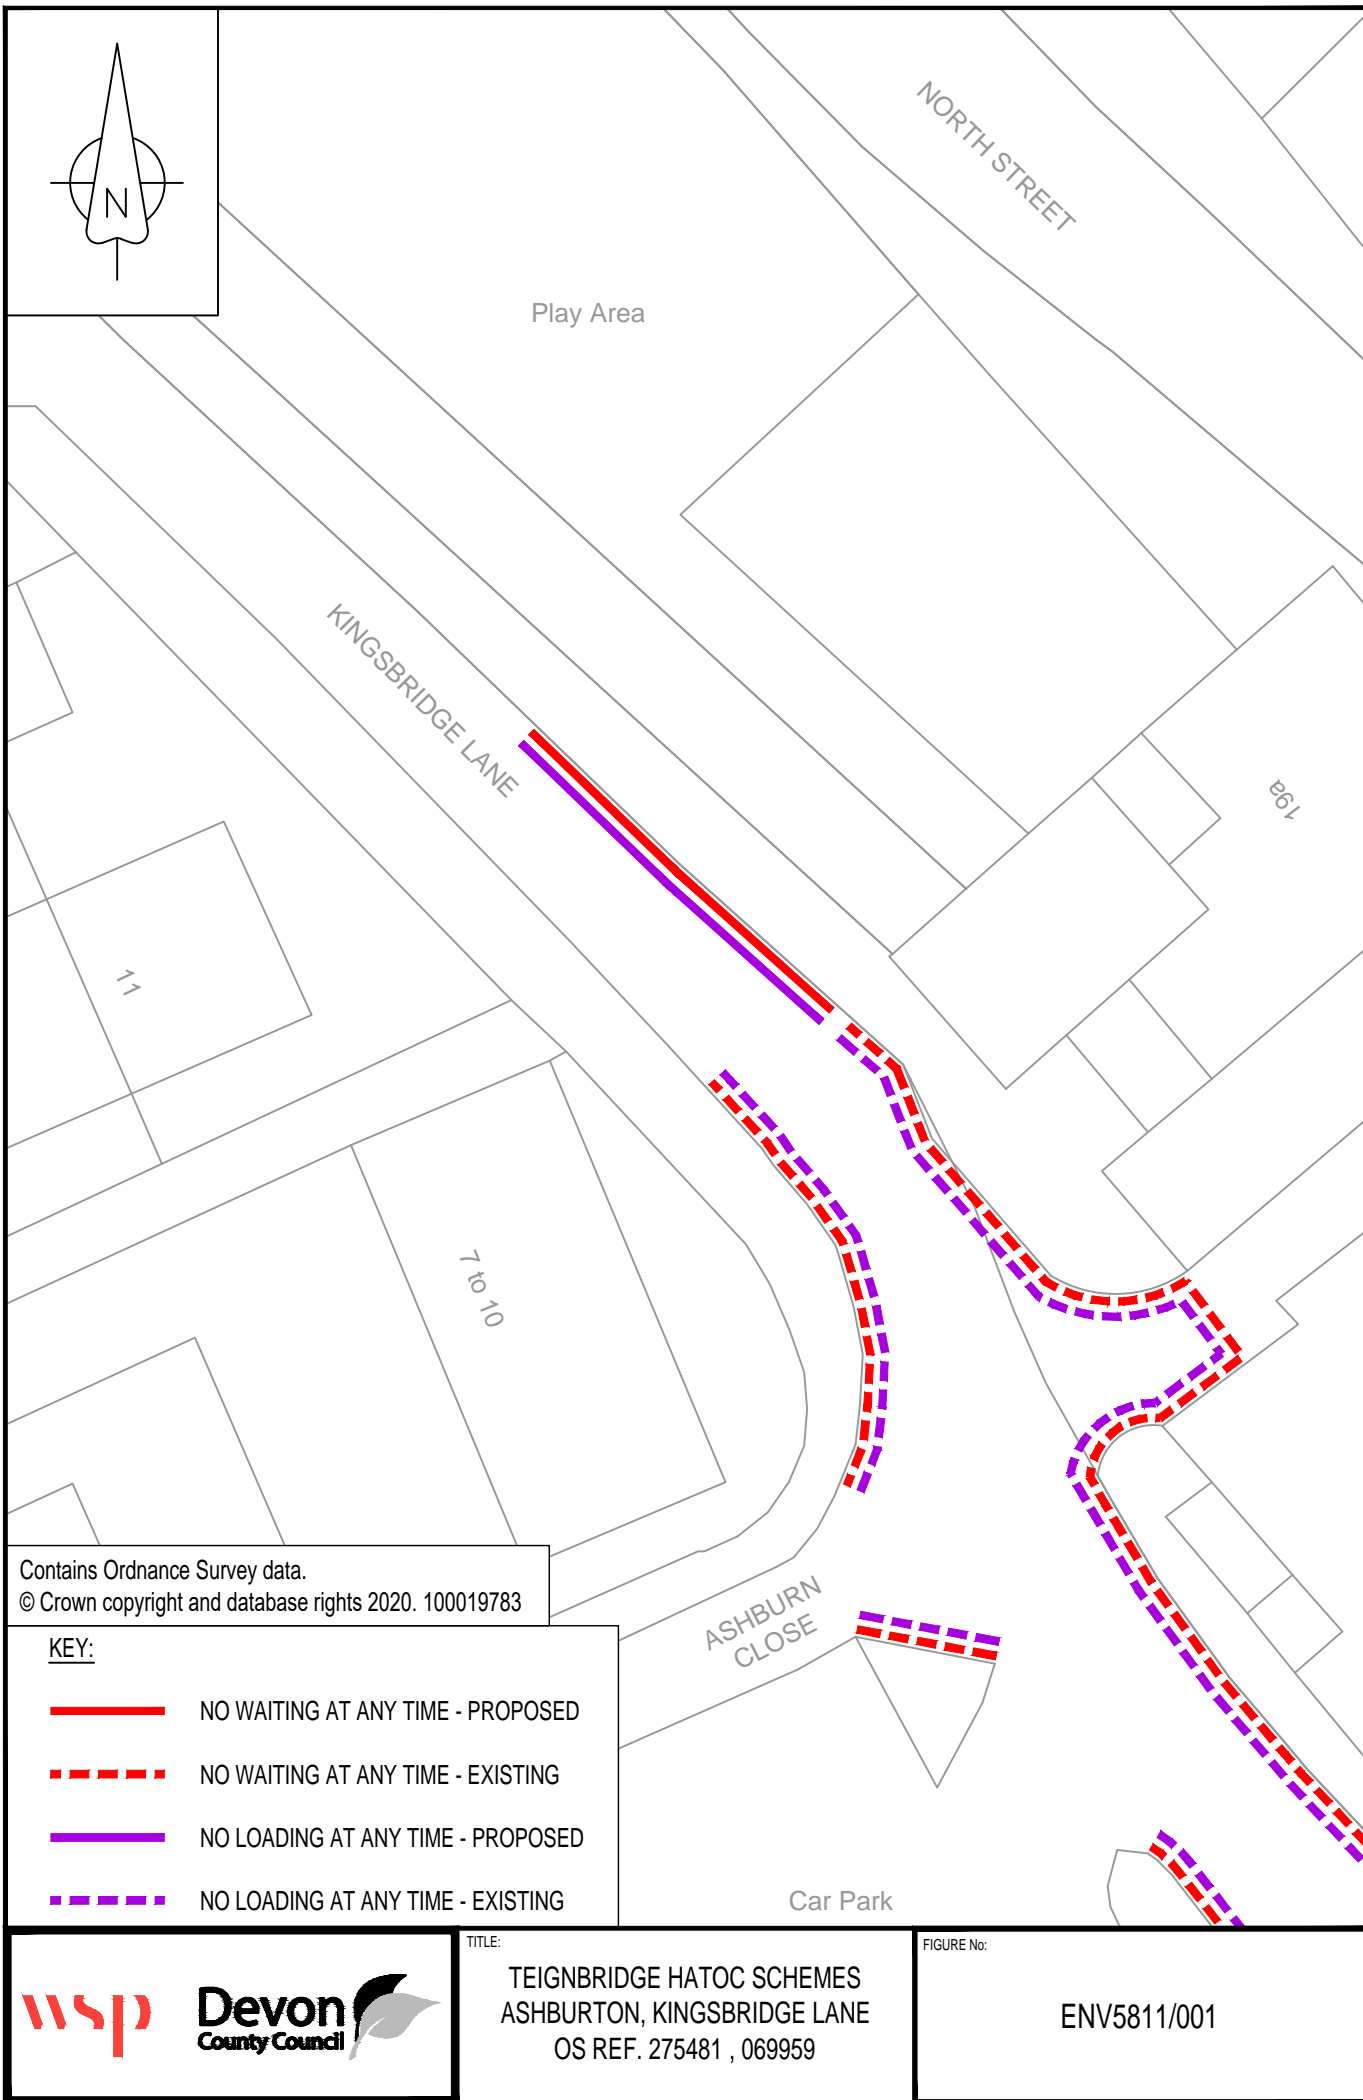 N
NORTH STREET
Play Area
KINGSBRIDGE LANE
19a
11
7 to 10
ASHBURN
CLOSE
Car Park
Contains Ordnance Survey data.
© Crown copyright and database rights 2020. 100019783
KEY:
NO WAITING AT ANY TIME - PROPOSED
NO WAITING AT ANY TIME - EXISTING
NO LOADING AT ANY TIME - PROPOSED
NO LOADING AT ANY TIME - EXISTING
wsp
Devon
County Council
TITLE:
TEIGNBRIDGE HATOC SCHEMES
ASHBURTON, KINGSBRIDGE LANE
OS REF. 275481 , 069959
FIGURE No:
ENV5811/001